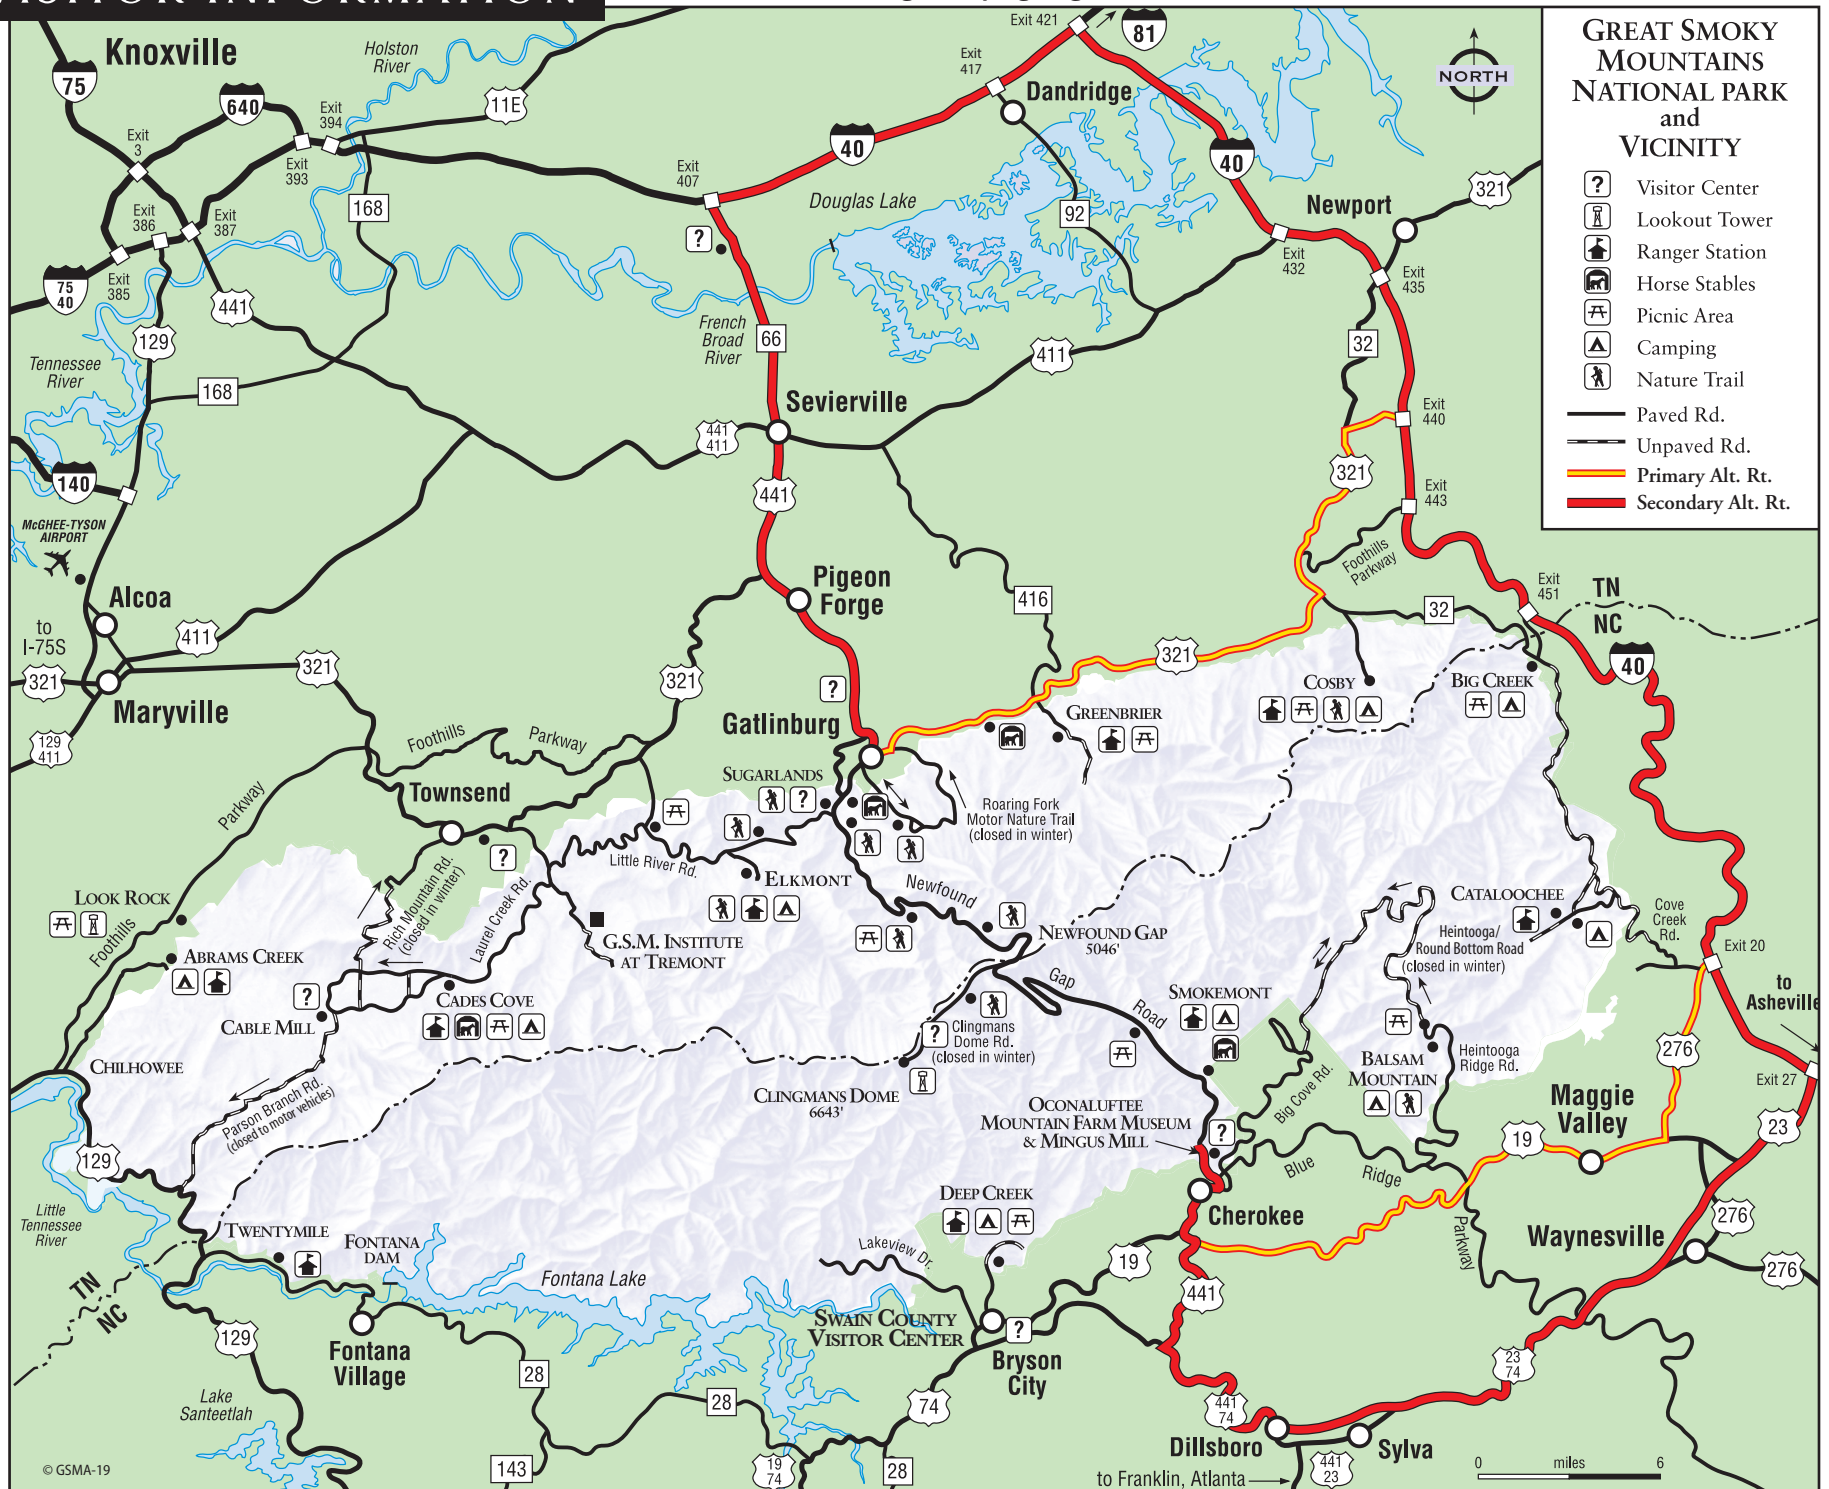 VISITOR INFORMATION
GREAT SMOKY
MOUNTAINS
NATIONAL PARK
and
VICINITY
Visitor Center
Lookout Tower
Ranger Station
Horse Stables
Picnic Area
Camping
Nature Trail
Paved Rd.
Unpaved Rd.
Primary Alt. Rt.
Secondary Alt. Rt.
NORTH
Knoxville
Holston
River
Exit 421
81
Exit
417
75
640
Exit
394
11E
Dandridge
Exit
3
Exit
393
40
40
Exit
407
Douglas Lake
321
Newport
168
92
Exit
386
Exit
387
Exit
385
Exit
432
Exit
435
75
40
441
129
French
Broad
River
66
411
32
Tennessee
River
168
Sevierville
Exit
440
441
411
321
140
441
Exit
443
McGHEE-TYSON
AIRPORT
Foothills
Parkway
Pigeon
Forge
Exit
451
TN
NC
Alcoa
416
32
to
I-75S
411
321
321
321
321
40
COSBY
BIG CREEK
Maryville
Gatlinburg
GREENBRIER
129
411
Foothills
Parkway
SUGARLANDS
Townsend
Parkway
Roaring Fork
Motor Nature Trail
(closed in winter)
Little River Rd.
ELKMONT
Newfound
LOOK ROCK
Rich Mountain Rd.
(closed in winter)
Laurel Creek Rd.
CATALOOCHEE
Cove
Creek
Rd.
Foothills
G.S.M. INSTITUTE
AT TREMONT
NEWFOUND GAP
5046'
Heintooga/
Round Bottom Road
(closed in winter)
Exit 20
ABRAMS CREEK
Gap
Road
SMOKEMONT
to
Asheville
CADES COVE
CABLE MILL
Clingmans
Dome Rd.
(closed in winter)
276
CHILHOWEE
BALSAM
MOUNTAIN
Heintooga
Ridge Rd.
Exit 27
Parson Branch Rd.
(closed to motor vehicles)
CLINGMANS DOME
6643'
OCONALUFTEE
MOUNTAIN FARM MUSEUM
& MINGUS MILL
Big Cove Rd.
Maggie
Valley
129
19
23
Blue
Ridge
Parkway
DEEP CREEK
Little
Tennessee
River
TWENTYMILE
FONTANA
DAM
Cherokee
276
Waynesville
Lakeview Dr.
19
276
TN
NC
Fontana Lake
441
SWAIN COUNTY
VISITOR CENTER
129
Fontana
Village
Bryson
City
28
23
74
Lake
Santeetlah
28
74
441
74
Dillsboro
Sylva
© GSMA-19
143
19
74
28
to Franklin, Atlanta
441
23
0 miles 6